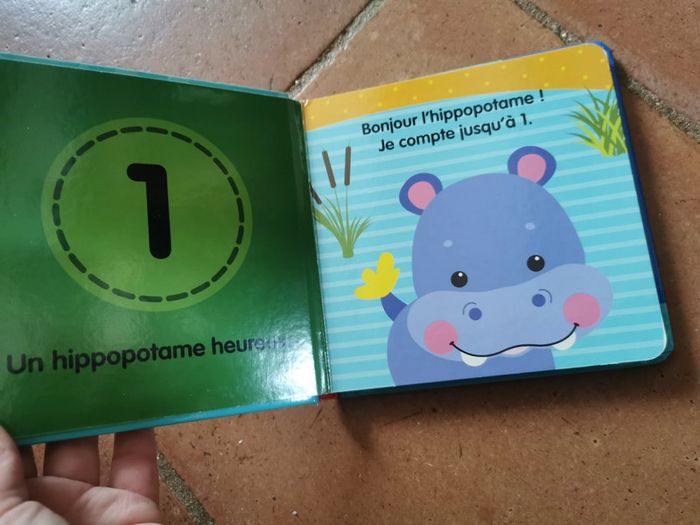 1
Un hippopotame heureux
Bonjour l'hippopotame !
Je compte jusqu'à 1.